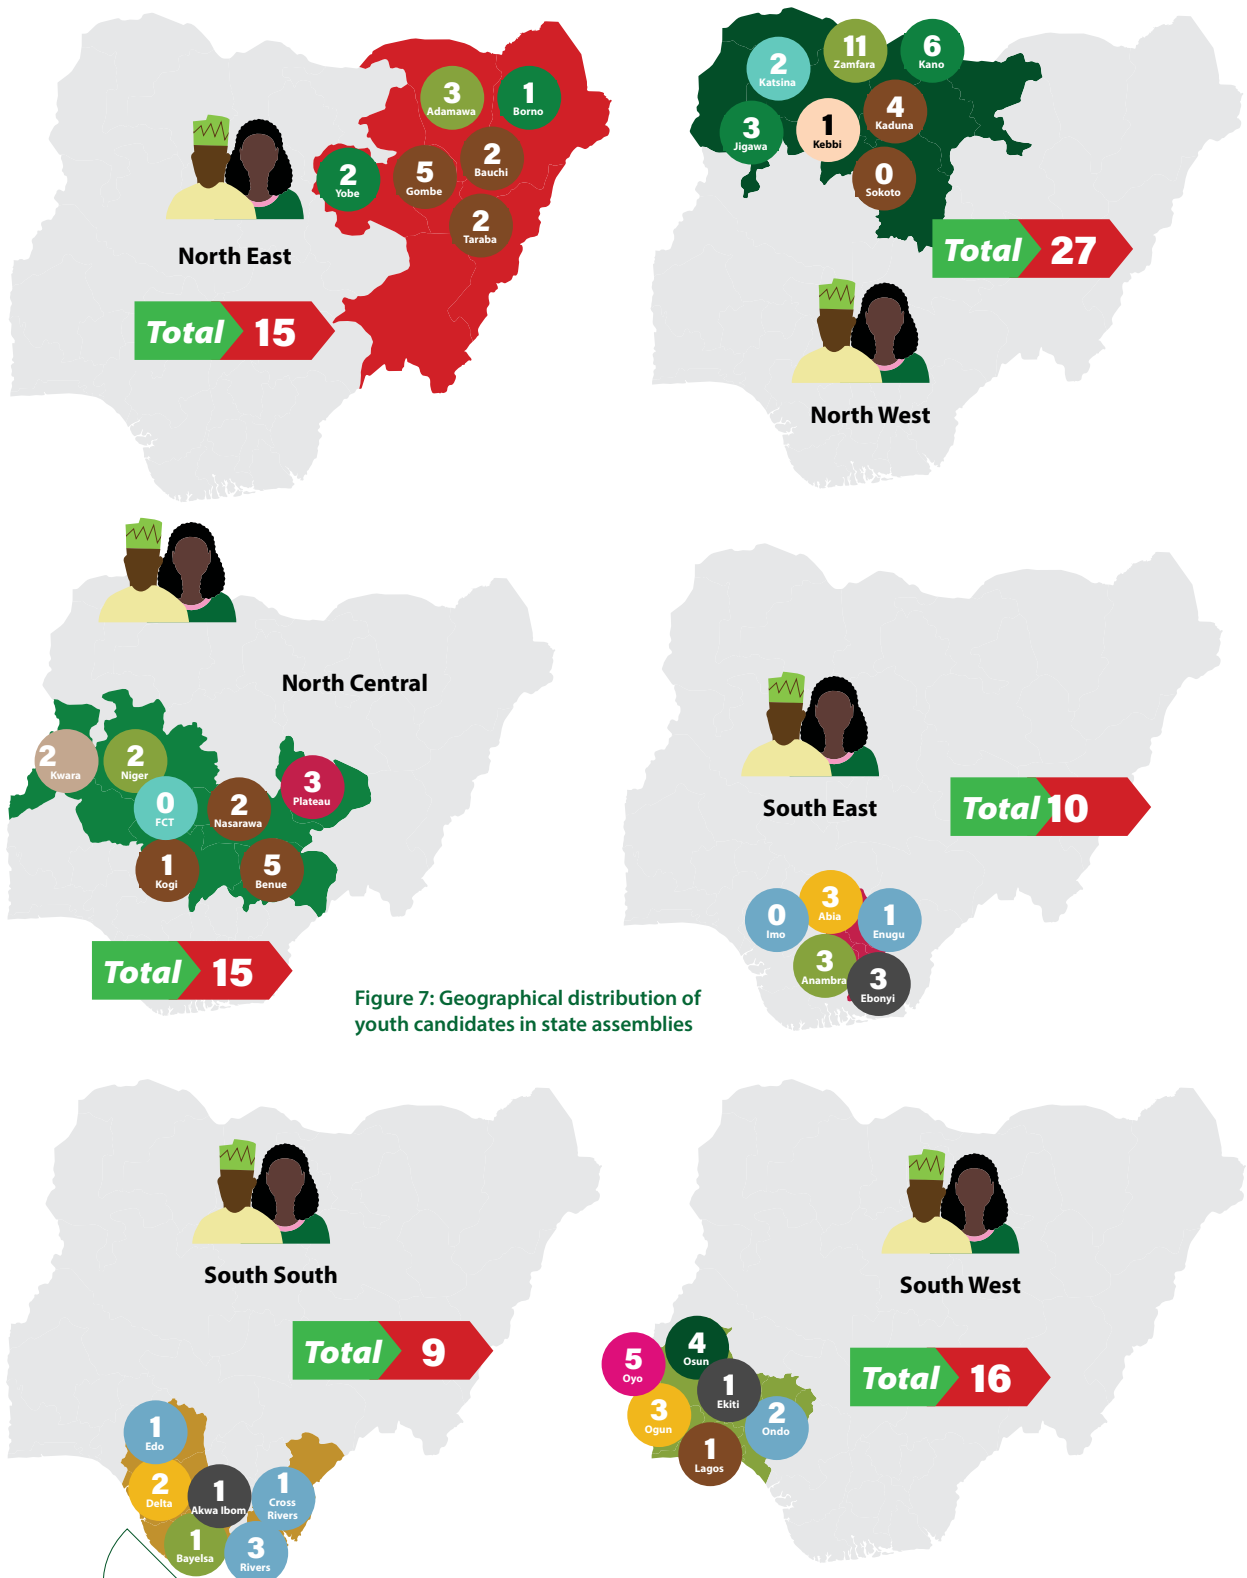 3
Adamawa
1
Borno
2
Bauchi
5
Gombe
2
Yobe
2
Taraba
North East
Total 15
2
Katsina
11
Zamfara
6
Kano
4
Kaduna
3
Jigawa
1
Kebbi
0
Sokoto
Total 27
North West
North Central
2
Kwara
2
Niger
0
FCT
2
Nasarawa
3
Plateau
1
Kogi
5
Benue
Total 15
Figure 7: Geographical distribution of
youth candidates in state assemblies
South East
Total 10
0
Imo
3
Abia
1
Enugu
3
Anambra
3
Ebonyi
South South
Total 9
1
Edo
2
Delta
1
Akwa Ibom
1
Cross
Rivers
1
Bayelsa
3
Rivers
South West
Total 16
5
Oyo
4
Osun
1
Ekiti
3
Ogun
2
Ondo
1
Lagos